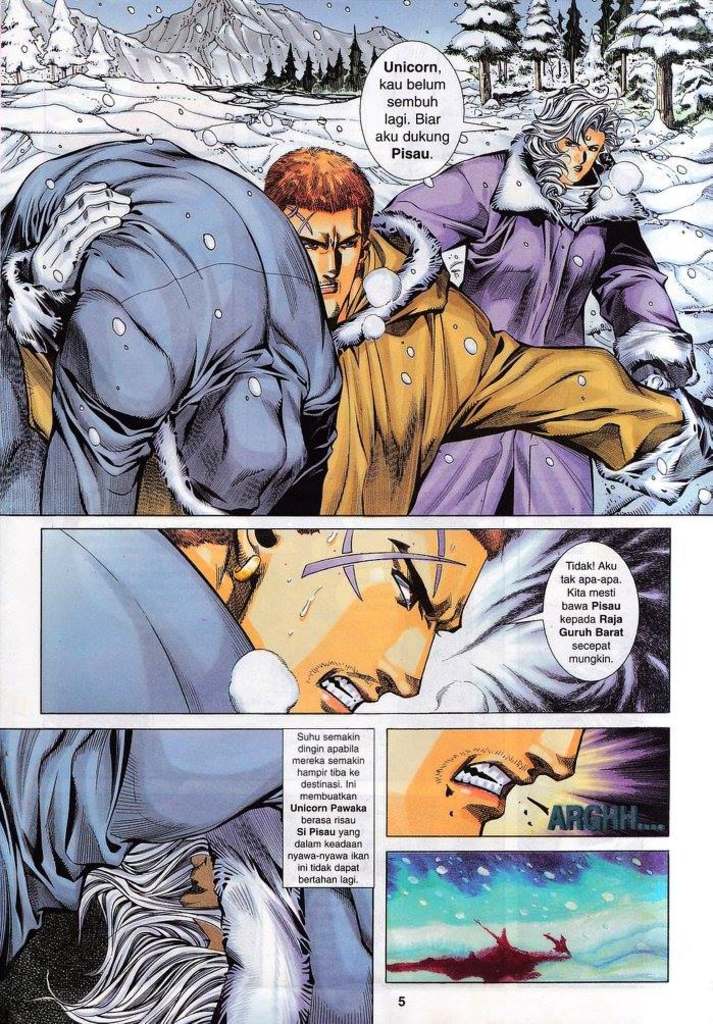 Unicorn,
kau belum
sembuh
lagi. Biar
aku dukung
Pisau.
Tidak! Aku
tak apa-apa.
Kita mesti
bawa Pisau
kepada Raja
Guruh Barat
secepat
mungkin.
Suhu semakin
dingin apabila
mereka semakin
hampir tiba ke
destinasi. Ini
membuatkan
Unicorn Pawaka
berasa risau
Si Pisau yang
dalam keadaan
nyawa-nyawa ikan
ini tidak dapat
bertahan lagi.
ARGHH....
5